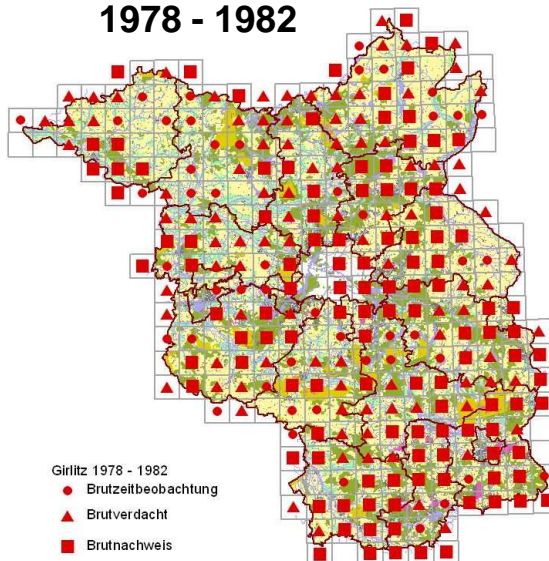 1978 - 1982
Girlitz 1978 - 1982
Brutzeitbeobachtung
Brutverdacht
Brutnachweis